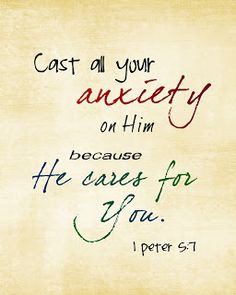 Cast all your
anxiety
on Him
because
He cares for
You.
1 peter 5:7